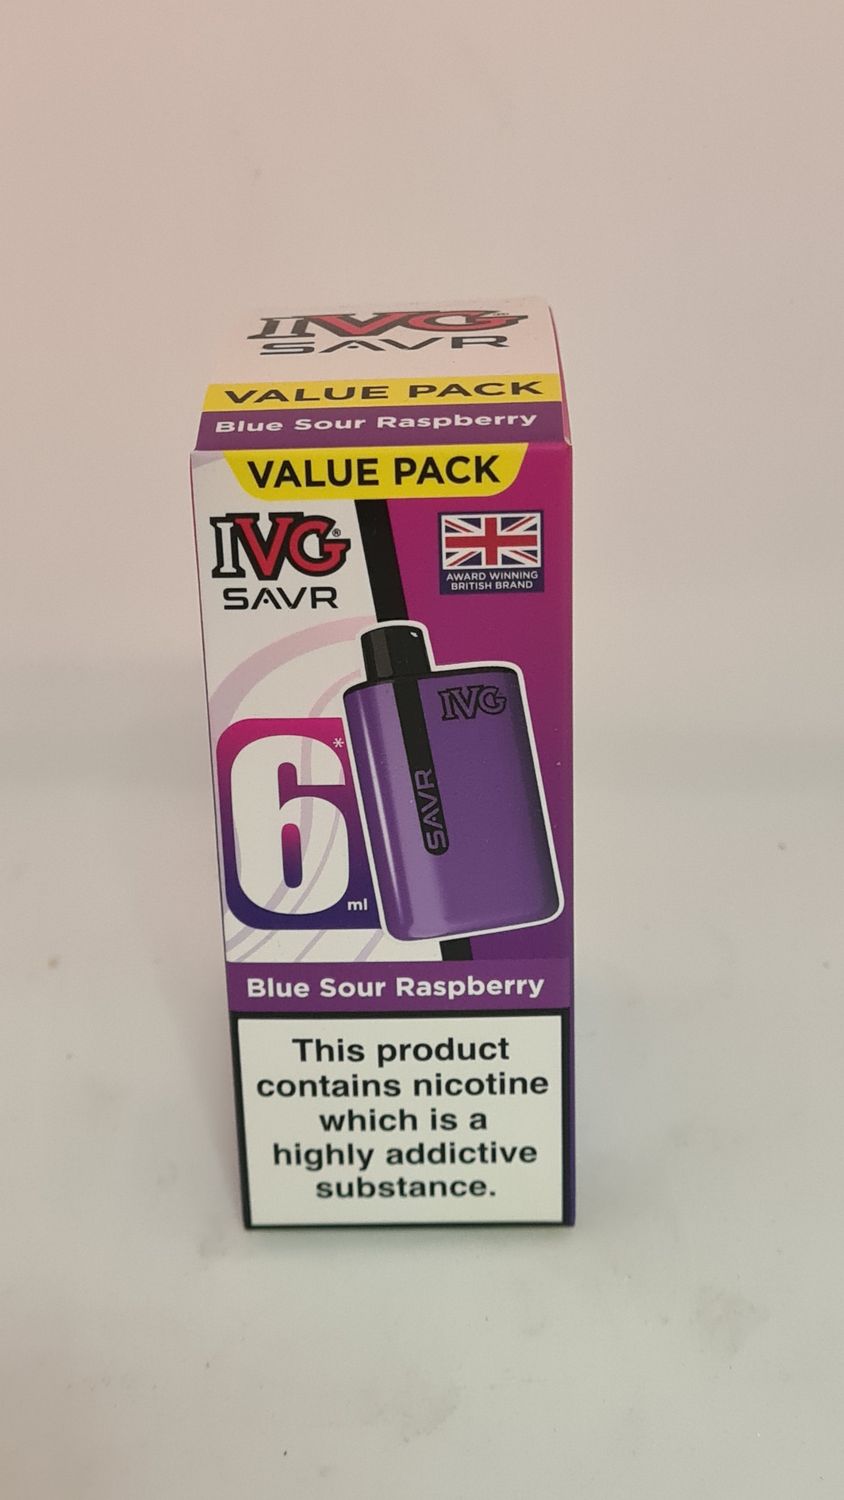 IVG
SAVR
VALUE PACK
Blue Sour Raspberry
VALUE PACK
IVG®
SAVR
AWARD WINNING
BRITISH BRAND
IVG
SAVR
6*
ml
Blue Sour Raspberry
This product
contains nicotine
which is a
highly addictive
substance.